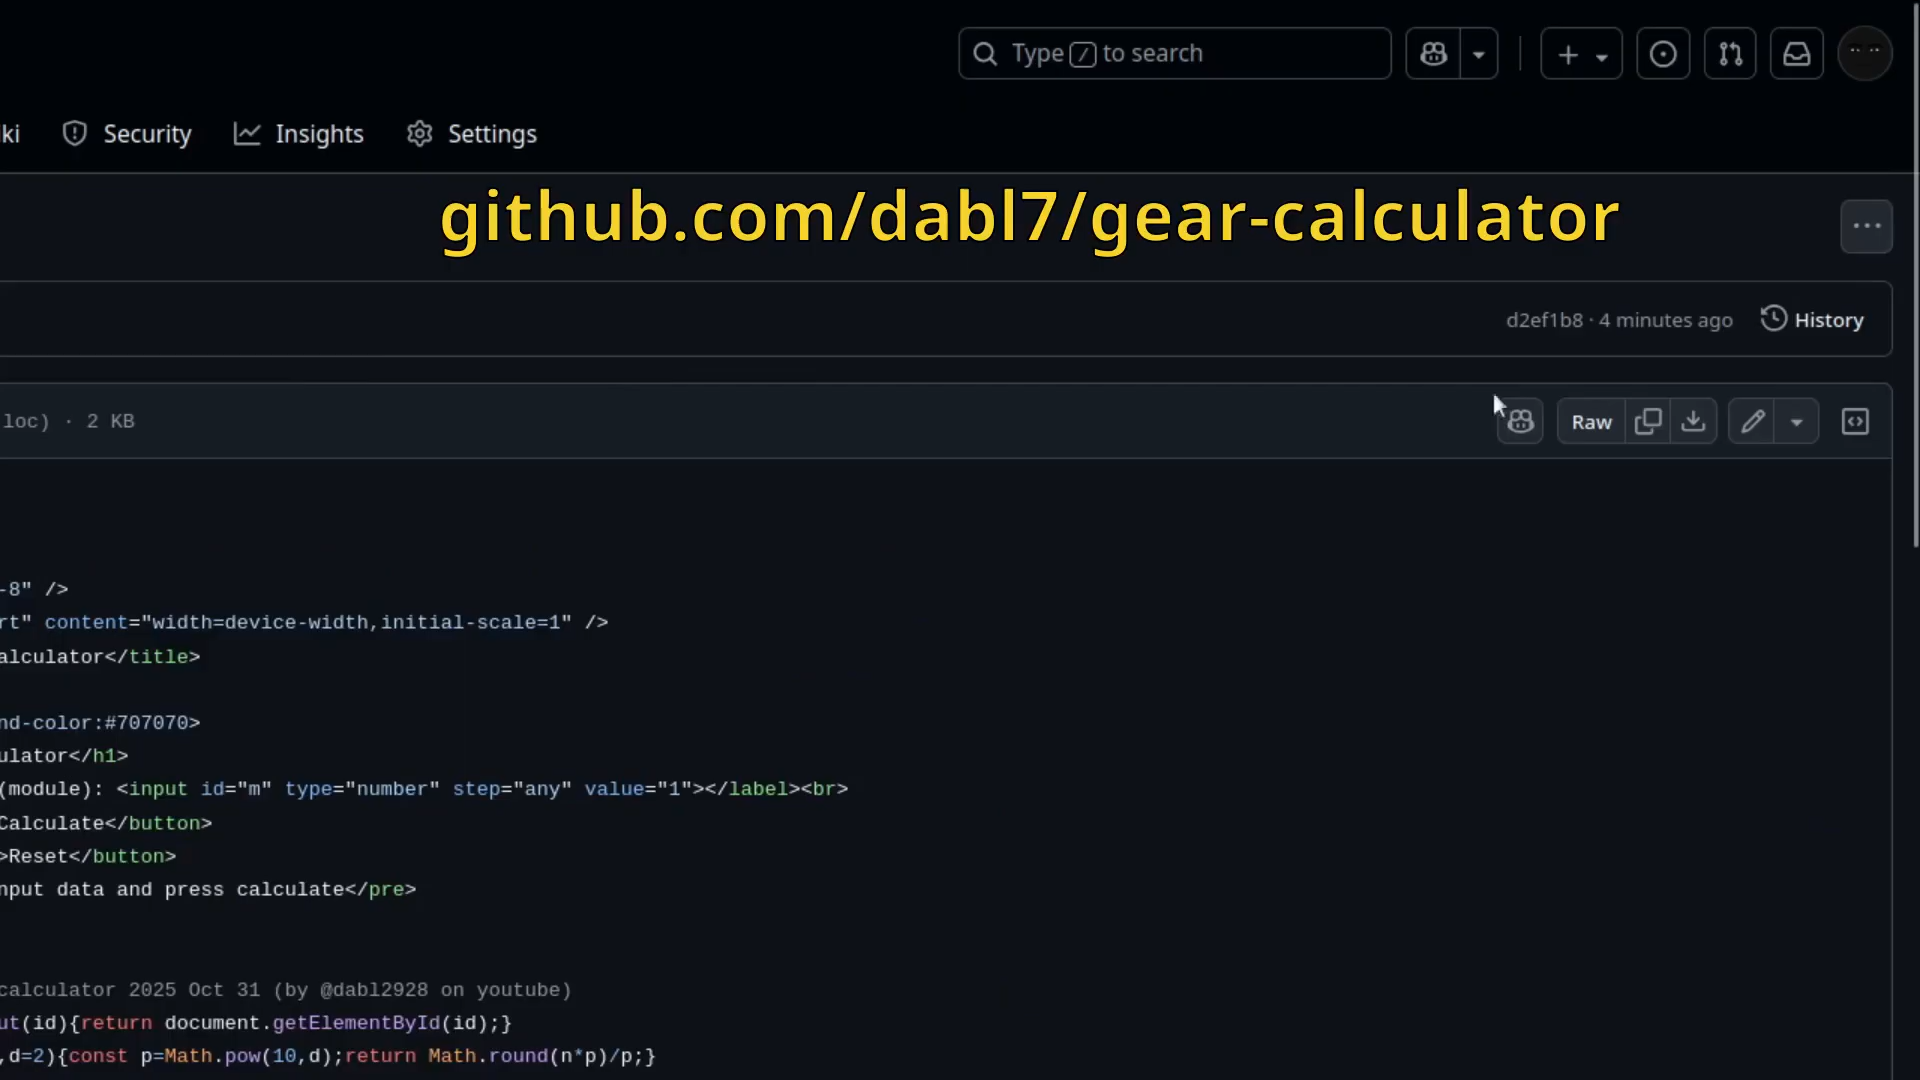 Type / to search
ki Security Insights Settings
github.com/dabl7/gear-calculator
d2ef1b8 · 4 minutes ago History
loc) · 2 KB
Raw
-8" />
rt" content="width=device-width,initial-scale=1" />
alculator</title>
nd-color:#707070>
ulator</h1>
(module): <input id="m" type="number" step="any" value="1"></label><br>
Calculate</button>
>Reset</button>
nput data and press calculate</pre>
calculator 2025 Oct 31 (by @dabl2928 on youtube)
ut(id){return document.getElementById(id);}
,d=2){const p=Math.pow(10,d);return Math.round(n*p)/p;}